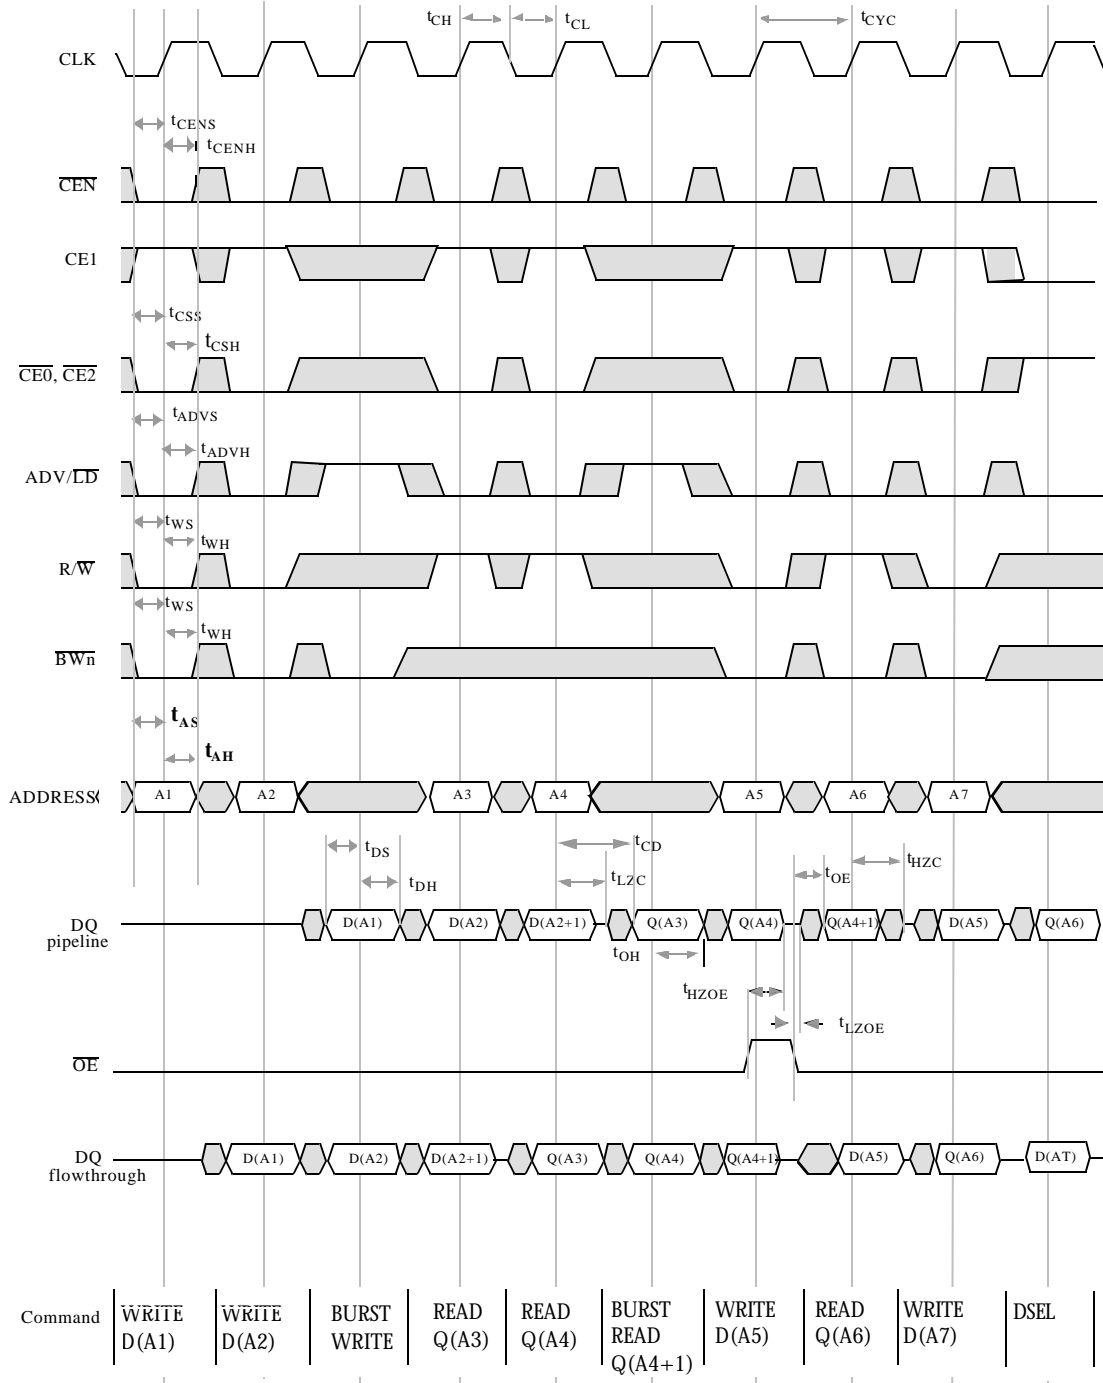 tCH tCL tCYC
CLK
tCENS
tCENH
CEN
CE1
tCSS
tCSH
CE0, CE2
tADVS
tADVH
ADV/LD
tWS
tWH
R/W
tWS
tWH
BWn
tAS
tAH
ADDRESS A1 A2 A3 A4 A5 A6 A7
tDS tCD tHZC
tDH tLZC tOE
DQ D(A1) D(A2) D(A2+1) Q(A3) Q(A4) Q(A4+1) D(A5) Q(A6)
pipeline
tOH
tHZOE
tLZOE
OE
DQ D(A1) D(A2) D(A2+1) Q(A3) Q(A4) Q(A4+1) D(A5) Q(A6) D(AT)
flowthrough
Command
WRITE
D(A1)
WRITE
D(A2)
BURST
WRITE
READ
Q(A3)
READ
Q(A4)
BURST
READ
Q(A4+1)
WRITE
D(A5)
READ
Q(A6)
WRITE
D(A7)
DSEL